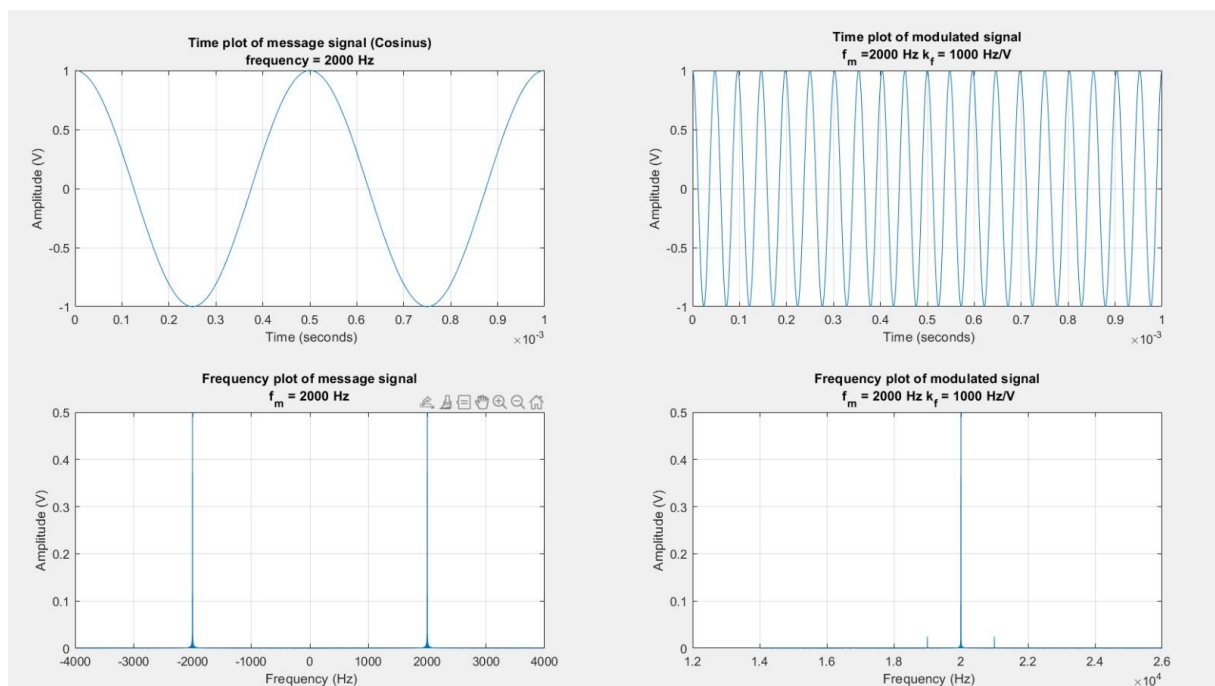 Time plot of message signal (Cosinus)
frequency = 2000 Hz
1
0.5
0
-0.5
-1
Amplitude (V)
0 0.1 0.2 0.3 0.4 0.5 0.6 0.7 0.8 0.9 1
Time (seconds)
×10-3
Time plot of modulated signal
fm =2000 Hz kf = 1000 Hz/V
1
0.5
0
-0.5
-1
Amplitude (V)
0 0.1 0.2 0.3 0.4 0.5 0.6 0.7 0.8 0.9 1
Time (seconds)
×10-3
Frequency plot of message signal
fm = 2000 Hz
0.5
0.4
0.3
0.2
0.1
0
Amplitude (V)
-4000 -3000 -2000 -1000 0 1000 2000 3000 4000
Frequency (Hz)
Frequency plot of modulated signal
fm = 2000 Hz kf = 1000 Hz/V
0.5
0.4
0.3
0.2
0.1
0
Amplitude (V)
1.2 1.4 1.6 1.8 2 2.2 2.4 2.6
Frequency (Hz)
×104